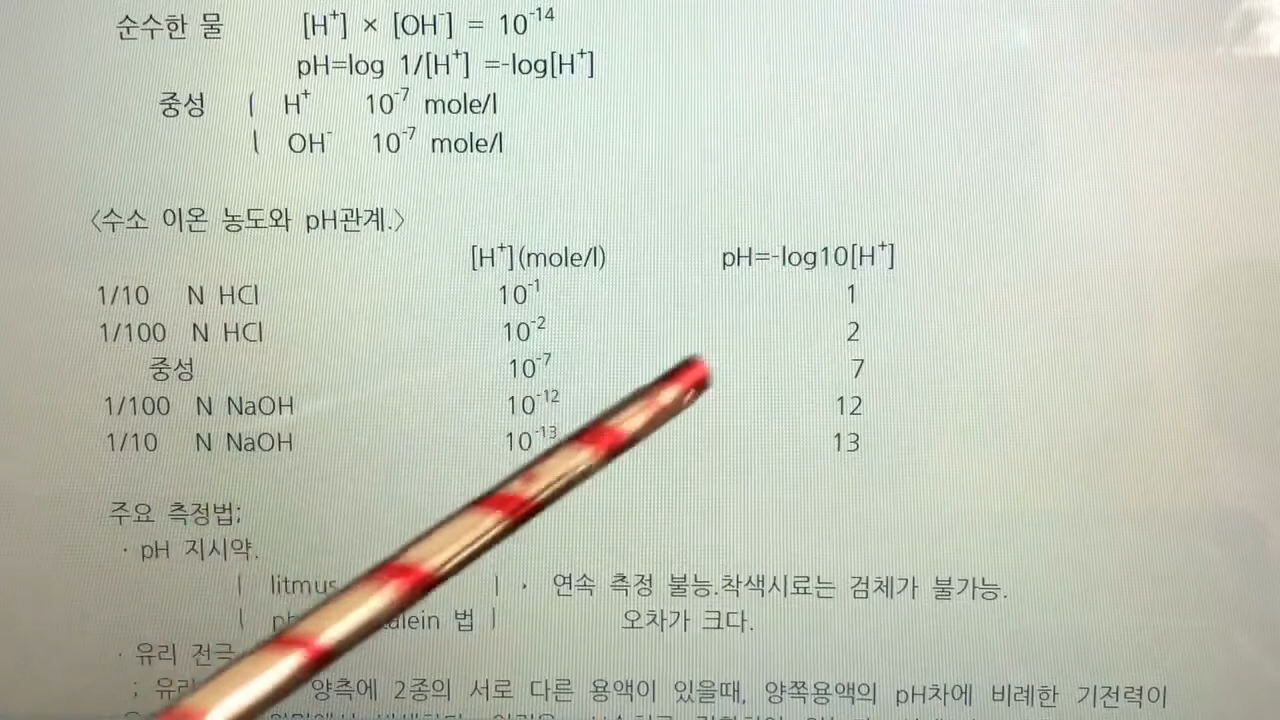 순수한 물 [H⁺] × [OH⁻] = 10⁻¹⁴
pH=log 1/[H⁺] =-log[H⁺]
중성 ( H⁺ 10⁻⁷ mole/l
( OH⁻ 10⁻⁷ mole/l
〈수소 이온 농도와 pH관계.〉
[H⁺](mole/l) pH=-log10[H⁺]
1/10 N HCl 10⁻¹ 1
1/100 N HCl 10⁻² 2
중성 10⁻⁷ 7
1/100 N NaOH 10⁻¹² 12
1/10 N NaOH 10⁻¹³ 13
주요 측정법;
· pH 지시약.
| litmus | , 연속 측정 불능.착색시료는 검체가 불가능.
| 법 | 오차가 크다.
· 유리 전극
; 양측에 2종의 서로 다른 용액이 있을때, 양쪽용액의 pH차에 비례한 기전력이